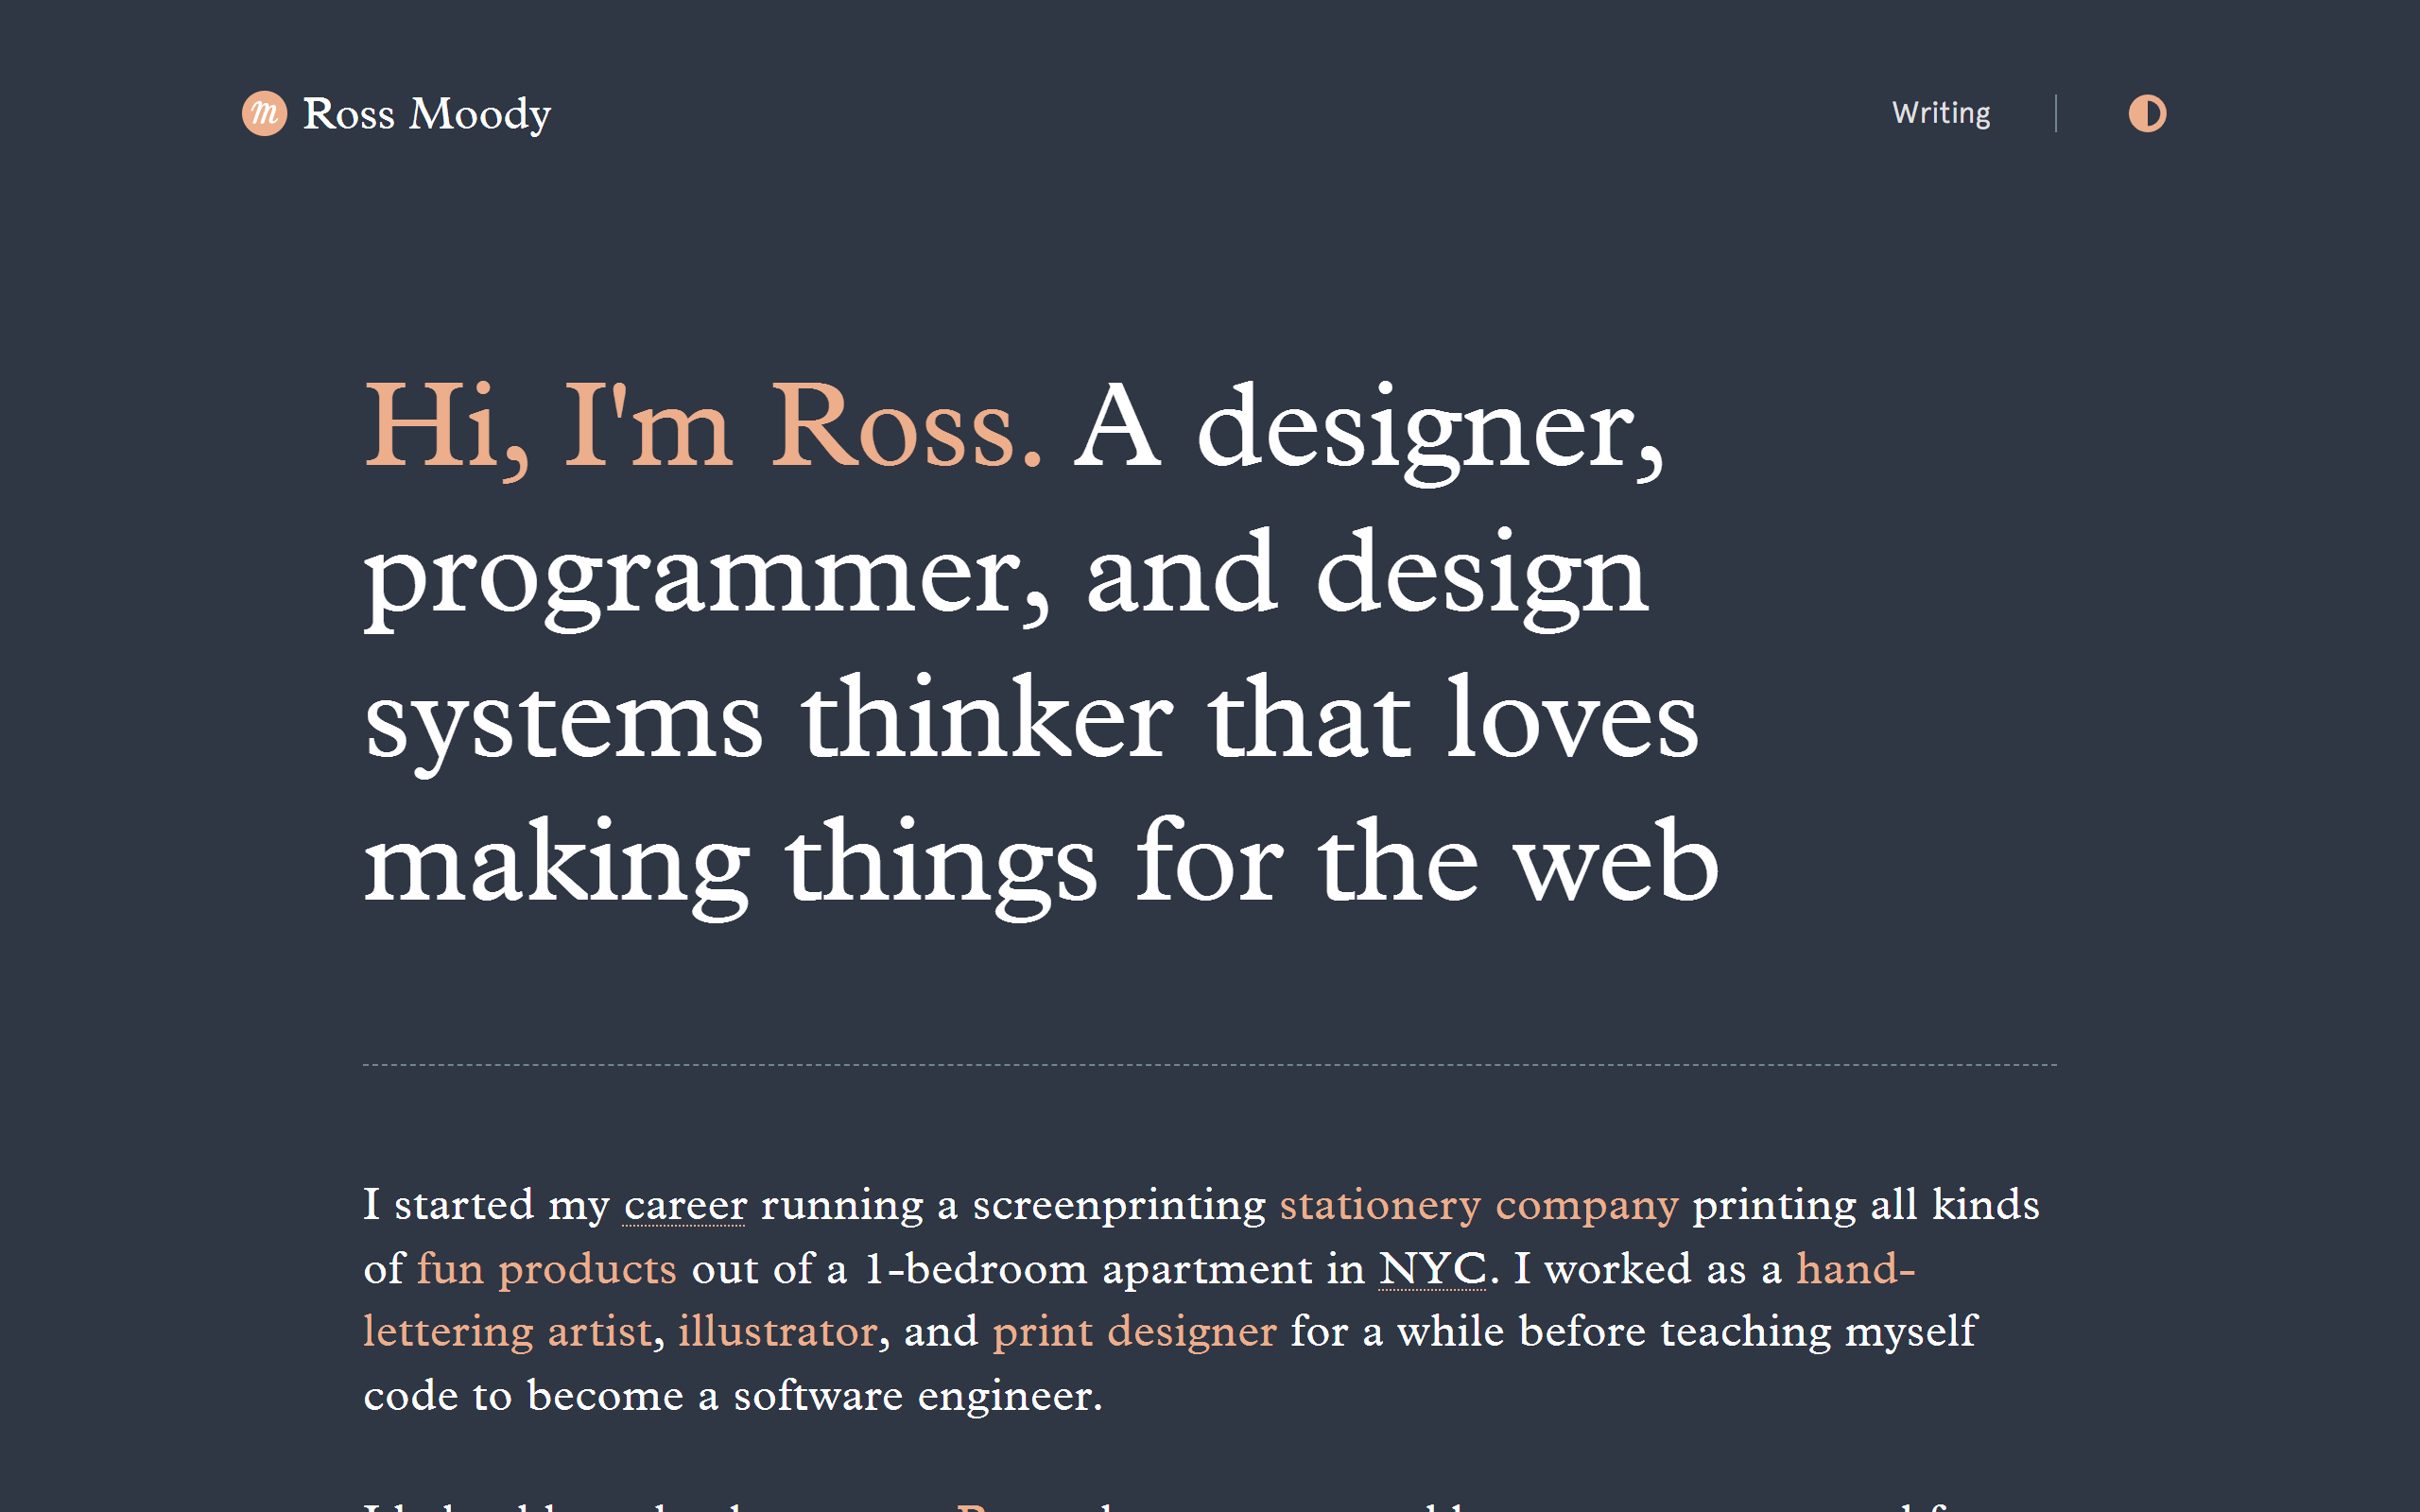 m Ross Moody
Writing
Hi, I'm Ross. A designer,
programmer, and design
systems thinker that loves
making things for the web
I started my career running a screenprinting stationery company printing all kinds
of fun products out of a 1-bedroom apartment in NYC. I worked as a hand-
lettering artist, illustrator, and print designer for a while before teaching myself
code to become a software engineer.